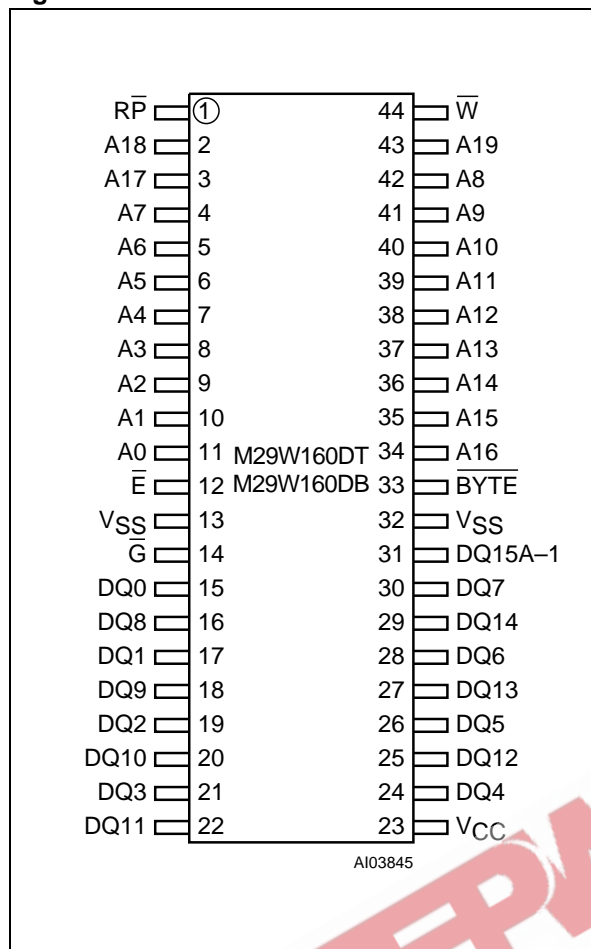 RP̅ 1 44 W̅
A18 2 43 A19
A17 3 42 A8
A7 4 41 A9
A6 5 40 A10
A5 6 39 A11
A4 7 38 A12
A3 8 37 A13
A2 9 36 A14
A1 10 35 A15
A0 11 M29W160DT 34 A16
E̅ 12 M29W160DB 33 B̅Y̅T̅E̅
VSS 13 32 VSS
G̅ 14 31 DQ15A–1
DQ0 15 30 DQ7
DQ8 16 29 DQ14
DQ1 17 28 DQ6
DQ9 18 27 DQ13
DQ2 19 26 DQ5
DQ10 20 25 DQ12
DQ3 21 24 DQ4
DQ11 22 23 VCC
AI03845